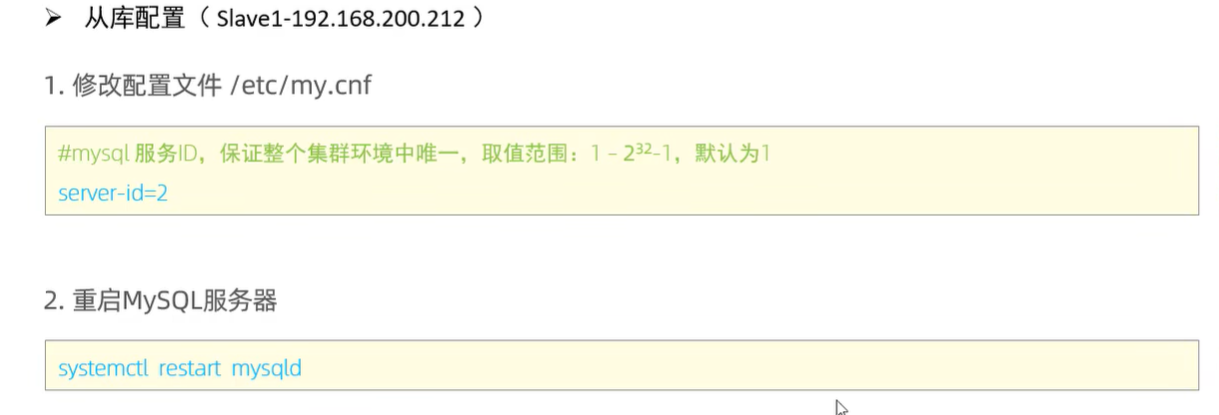 ➢ 从库配置（ Slave1-192.168.200.212 ）
1. 修改配置文件 /etc/my.cnf
#mysql 服务ID，保证整个集群环境中唯一，取值范围：1 – 2³²-1，默认为1
server-id=2
2. 重启MySQL服务器
systemctl restart mysqld